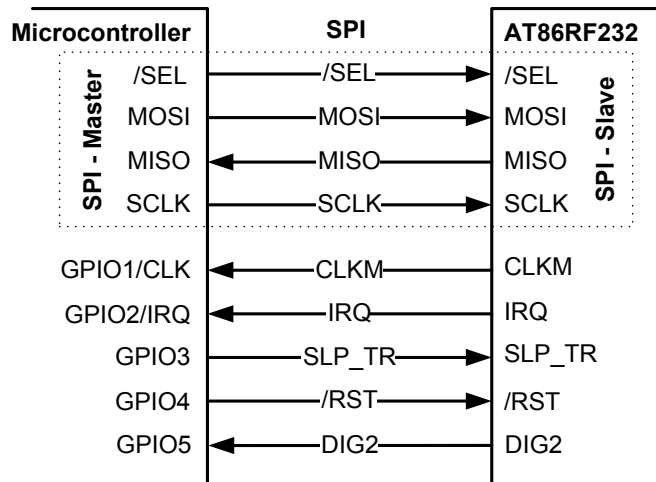 Microcontroller SPI AT86RF232
/SEL /SEL /SEL
MOSI MOSI MOSI
MISO MISO MISO
SCLK SCLK SCLK
SPI - Master
SPI - Slave
GPIO1/CLK CLKM CLKM
GPIO2/IRQ IRQ IRQ
GPIO3 SLP_TR SLP_TR
GPIO4 /RST /RST
GPIO5 DIG2 DIG2